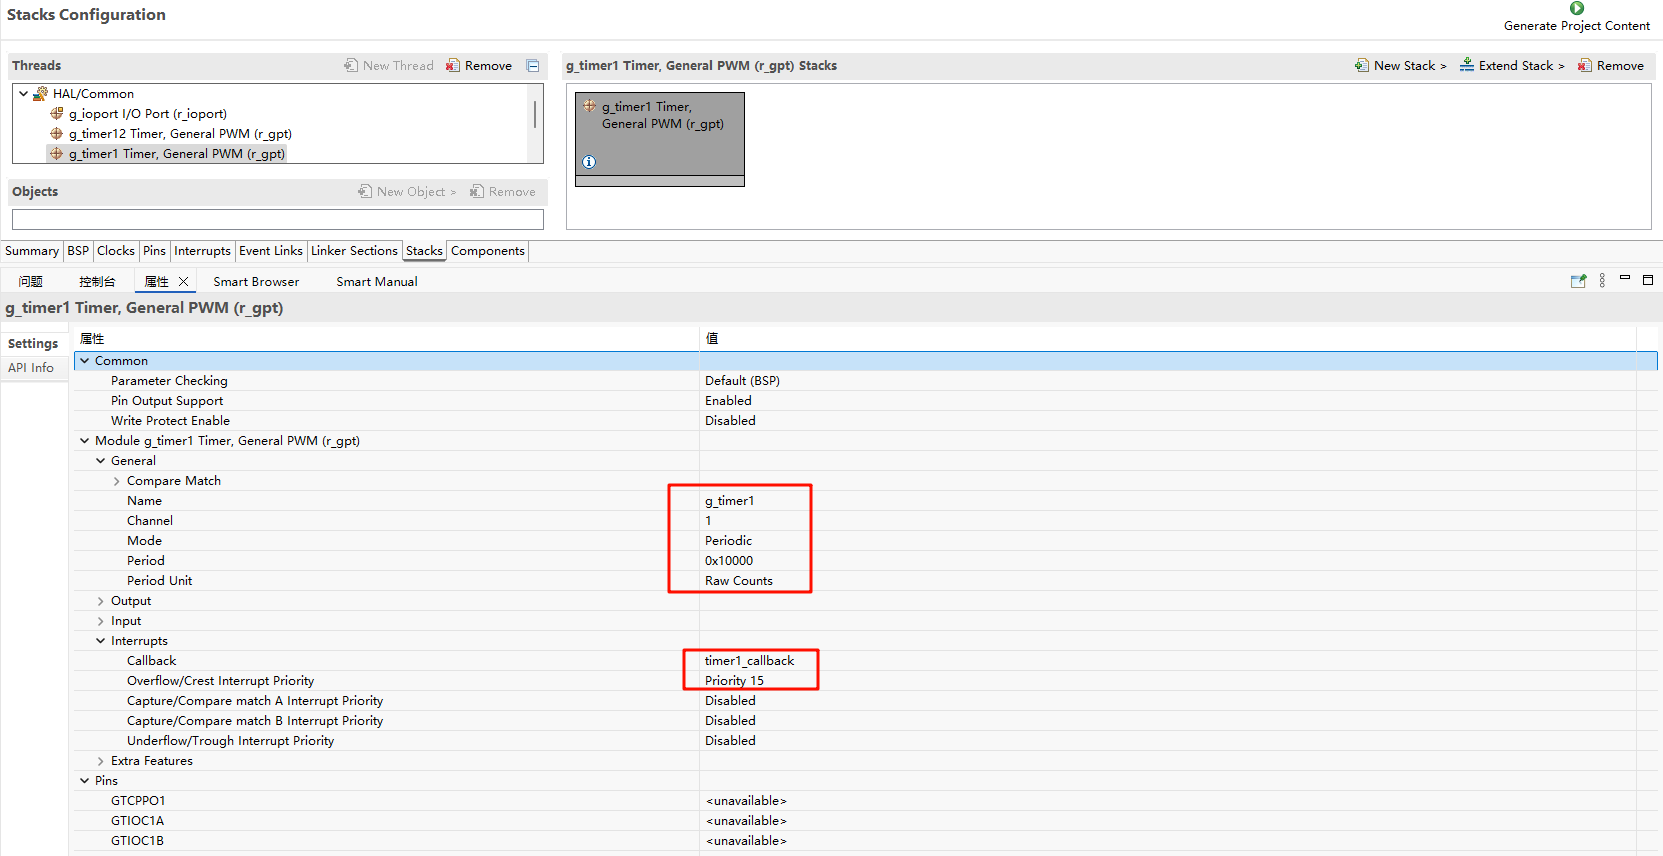 Stacks Configuration
Generate Project Content
Threads
New Thread
Remove
HAL/Common
g_ioport I/O Port (r_ioport)
g_timer12 Timer, General PWM (r_gpt)
g_timer1 Timer, General PWM (r_gpt)
Objects
New Object >
Remove
g_timer1 Timer, General PWM (r_gpt) Stacks
New Stack >
Extend Stack >
Remove
g_timer1 Timer,
General PWM (r_gpt)
Summary BSP Clocks Pins Interrupts Event Links Linker Sections Stacks Components
问题 控制台 属性 Smart Browser Smart Manual
g_timer1 Timer, General PWM (r_gpt)
Settings
API Info
属性 值
Common
Parameter Checking Default (BSP)
Pin Output Support Enabled
Write Protect Enable Disabled
Module g_timer1 Timer, General PWM (r_gpt)
General
Compare Match
Name g_timer1
Channel 1
Mode Periodic
Period 0x10000
Period Unit Raw Counts
Output
Input
Interrupts
Callback timer1_callback
Overflow/Crest Interrupt Priority Priority 15
Capture/Compare match A Interrupt Priority Disabled
Capture/Compare match B Interrupt Priority Disabled
Underflow/Trough Interrupt Priority Disabled
Extra Features
Pins
GTCPPO1 <unavailable>
GTIOC1A <unavailable>
GTIOC1B <unavailable>